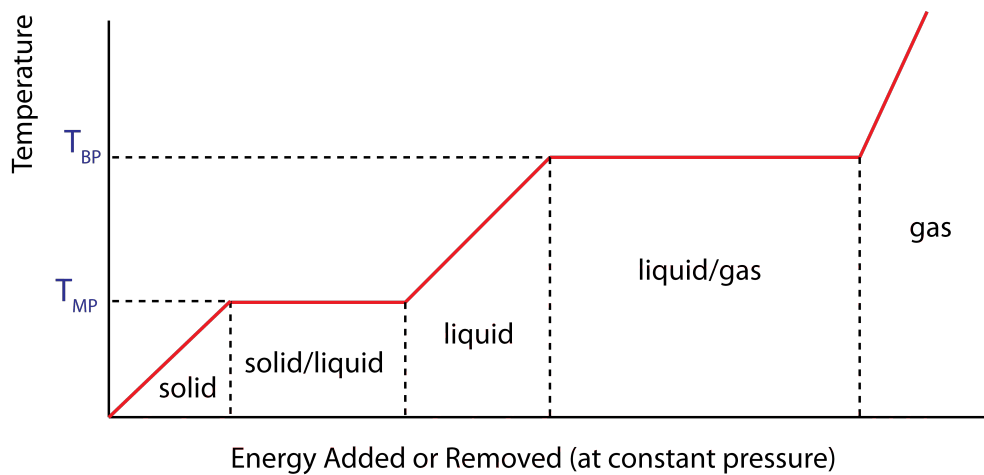 Temperature
T_BP
T_MP
solid
solid/liquid
liquid
liquid/gas
gas
Energy Added or Removed (at constant pressure)